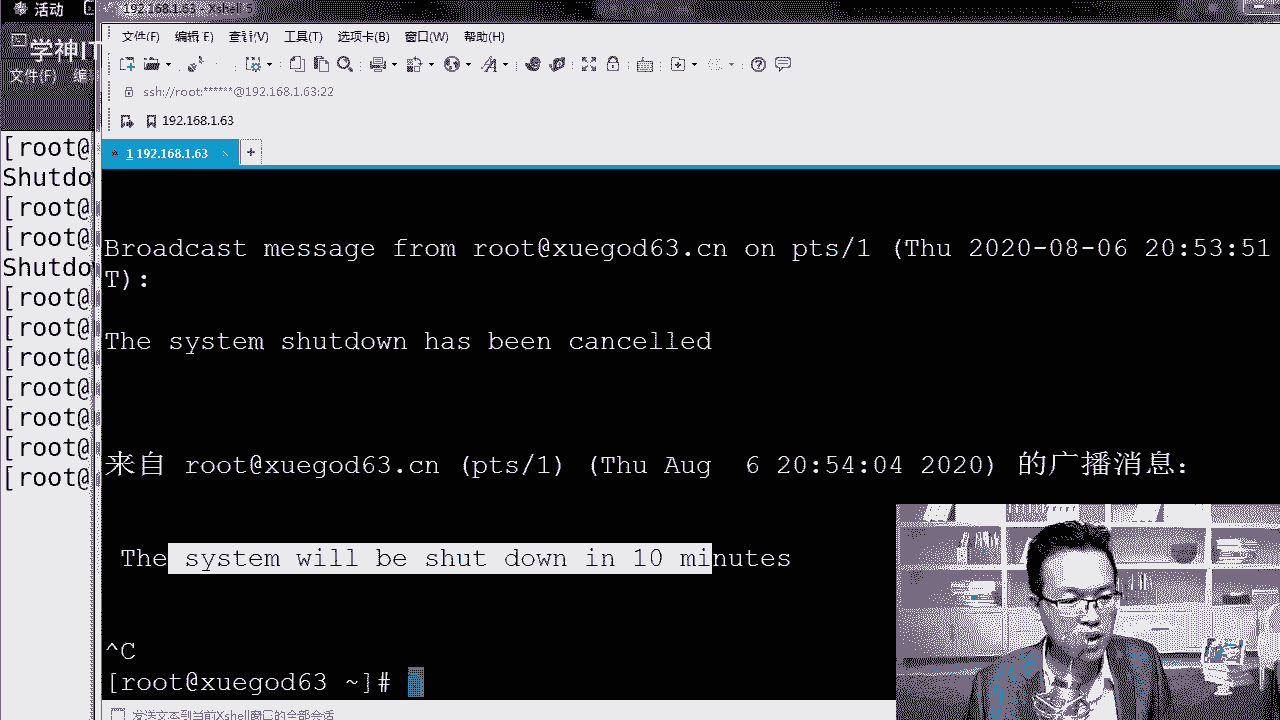 活动
192.168.1.63 - Xshell 5
学神IT
文件(F) 编辑(E) 查看(V) 工具(T) 选项卡(B) 窗口(W) 帮助(H)
文件(F) 编
ssh://root:******@192.168.1.63:22
192.168.1.63
1 192.168.1.63
[root@
Shutdo
[root@
[root@
Shutdo
[root@
[root@
[root@
[root@
[root@
[root@
[root@
Broadcast message from root@xuegod63.cn on pts/1 (Thu 2020-08-06 20:53:51
T):
The system shutdown has been cancelled
来自 root@xuegod63.cn (pts/1) (Thu Aug  6 20:54:04 2020) 的广播消息：
The system will be shut down in 10 minutes
^C
[root@xuegod63 ~]#
发送文本到当前Xshell窗口的全部会话